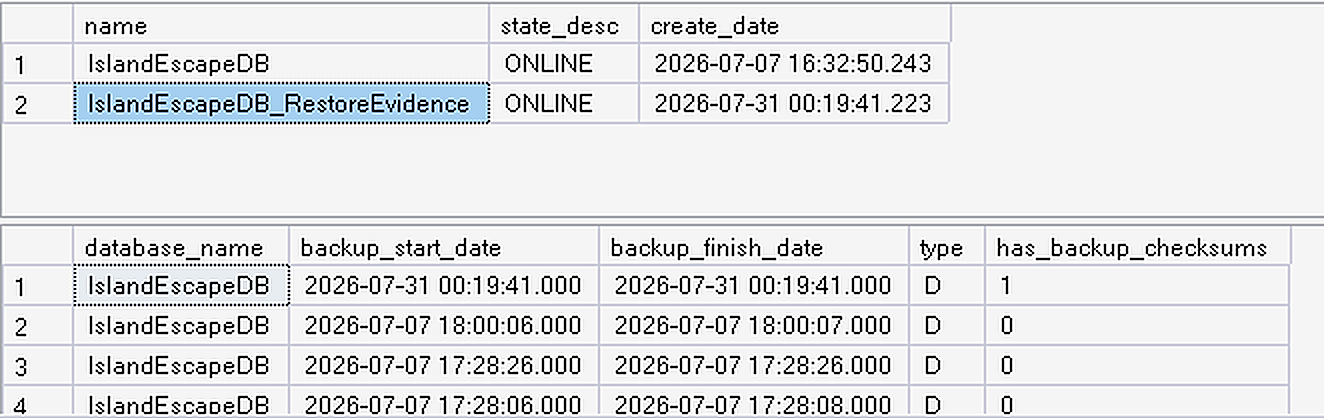 name state_desc create_date
1 IslandEscapeDB ONLINE 2026-07-07 16:32:50.243
2 IslandEscapeDB_RestoreEvidence ONLINE 2026-07-31 00:19:41.223
database_name backup_start_date backup_finish_date type has_backup_checksums
1 IslandEscapeDB 2026-07-31 00:19:41.000 2026-07-31 00:19:41.000 D 1
2 IslandEscapeDB 2026-07-07 18:00:06.000 2026-07-07 18:00:07.000 D 0
3 IslandEscapeDB 2026-07-07 17:28:26.000 2026-07-07 17:28:26.000 D 0
4 IslandEscapeDB 2026-07-07 17:28:06.000 2026-07-07 17:28:08.000 D 0